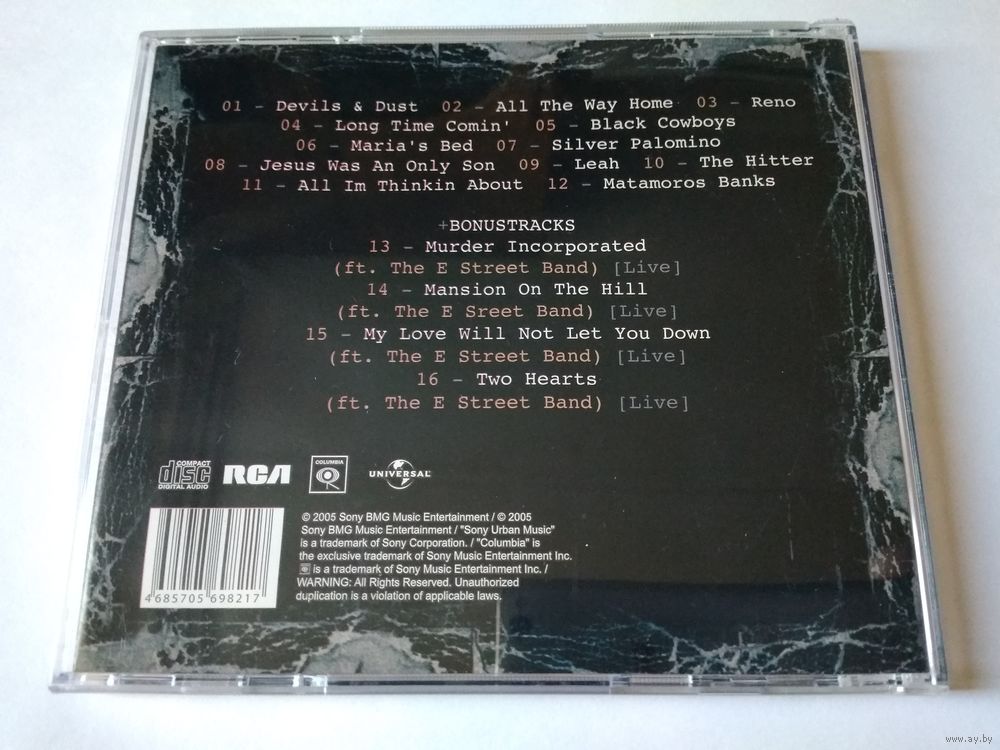 01 – Devils & Dust 02 – All The Way Home 03 – Reno
04 – Long Time Comin' 05 – Black Cowboys
06 – Maria's Bed 07 – Silver Palomino
08 – Jesus Was An Only Son 09 – Leah 10 – The Hitter
11 – All Im Thinkin About 12 – Matamoros Banks
+BONUSTRACKS
13 – Murder Incorporated
(ft. The E Street Band) [Live]
14 – Mansion On The Hill
(ft. The E Sreet Band) [Live]
15 – My Love Will Not Let You Down
(ft. The E Street Band) [Live]
16 – Two Hearts
(ft. The E Street Band) [Live]
COMPACT disc DIGITAL AUDIO RCA COLUMBIA UNIVERSAL
© 2005 Sony BMG Music Entertainment / © 2005
Sony BMG Music Entertainment / "Sony Urban Music"
is a trademark of Sony Corporation. / "Columbia" is
the exclusive trademark of Sony Music Entertainment Inc.
is a trademark of Sony Music Entertainment Inc. /
WARNING: All Rights Reserved. Unauthorized
duplication is a violation of applicable laws.
4 685705 698217
www.ay.by